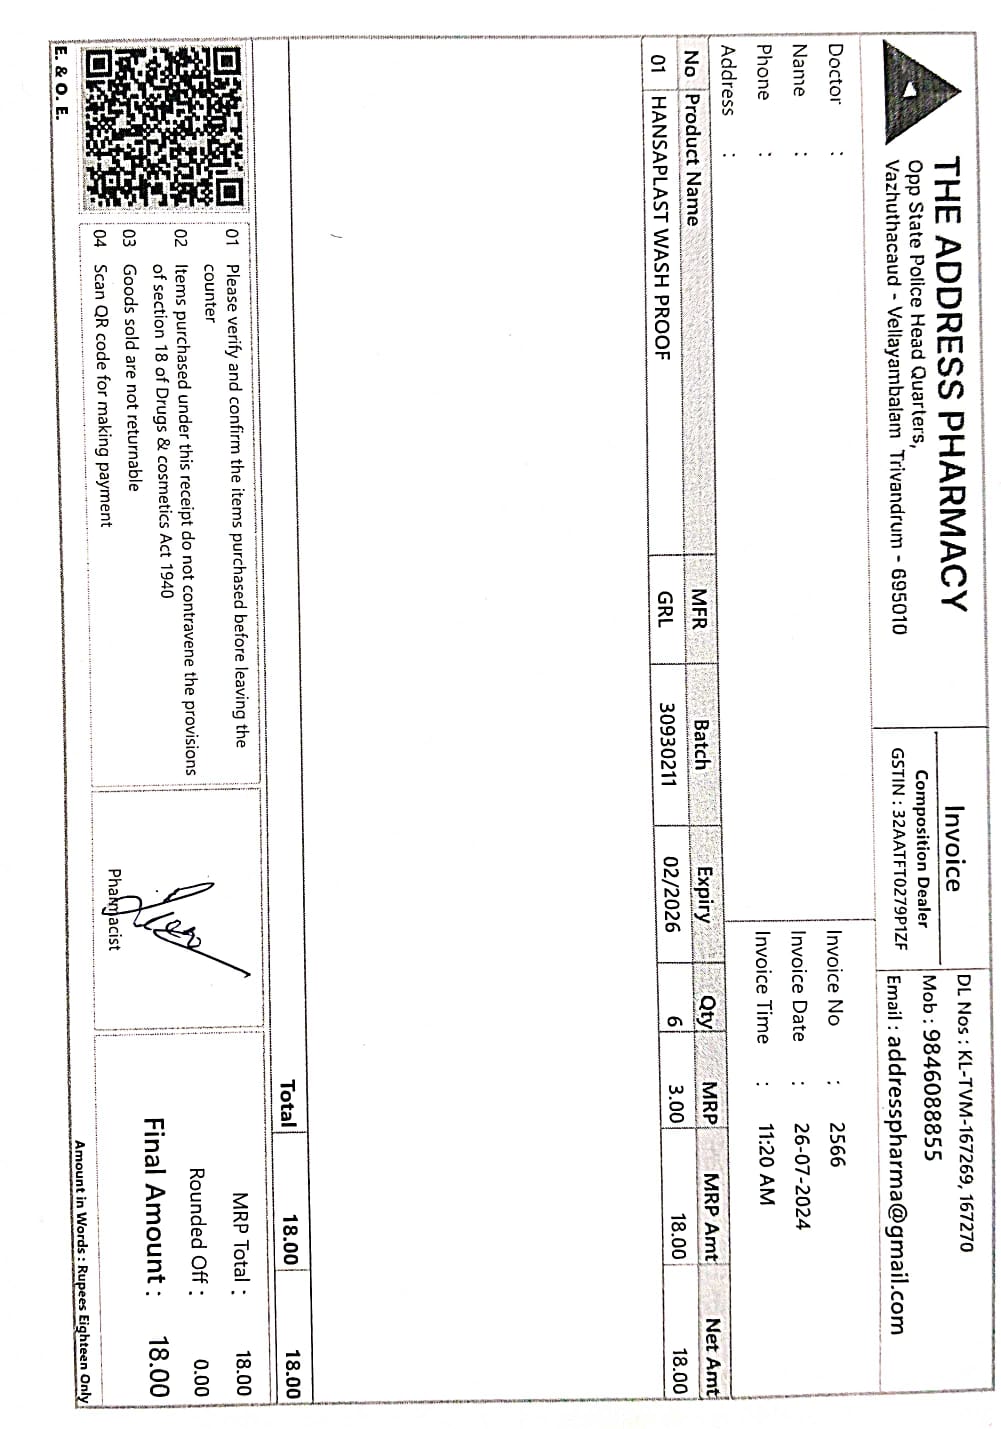 THE ADDRESS PHARMACY
Opp State Police Head Quarters,
Vazhuthacaud - Vellayambalam Trivandrum - 695010
Invoice
Composition Dealer
GSTIN : 32AATFT0279P1ZF
DL Nos : KL-TVM-167269, 167270
Mob : 9846088855
Email : addresspharma@gmail.com
Doctor :
Name :
Phone :
Address :
Invoice No : 2566
Invoice Date : 26-07-2024
Invoice Time : 11:20 AM
No Product Name MFR Batch Expiry Qty MRP MRP Amt Net Amt
01 HANSAPLAST WASH PROOF GRL 30930211 02/2026 6 3.00 18.00 18.00
Total 18.00 18.00
01 Please verify and confirm the items purchased before leaving the
counter
02 Items purchased under this receipt do not contravene the provisions
of section 18 of Drugs & cosmetics Act 1940
03 Goods sold are not returnable
04 Scan QR code for making payment
Pharmacist
MRP Total : 18.00
Rounded Off : 0.00
Final Amount : 18.00
Amount in Words : Rupees Eighteen Only
E. & O. E.